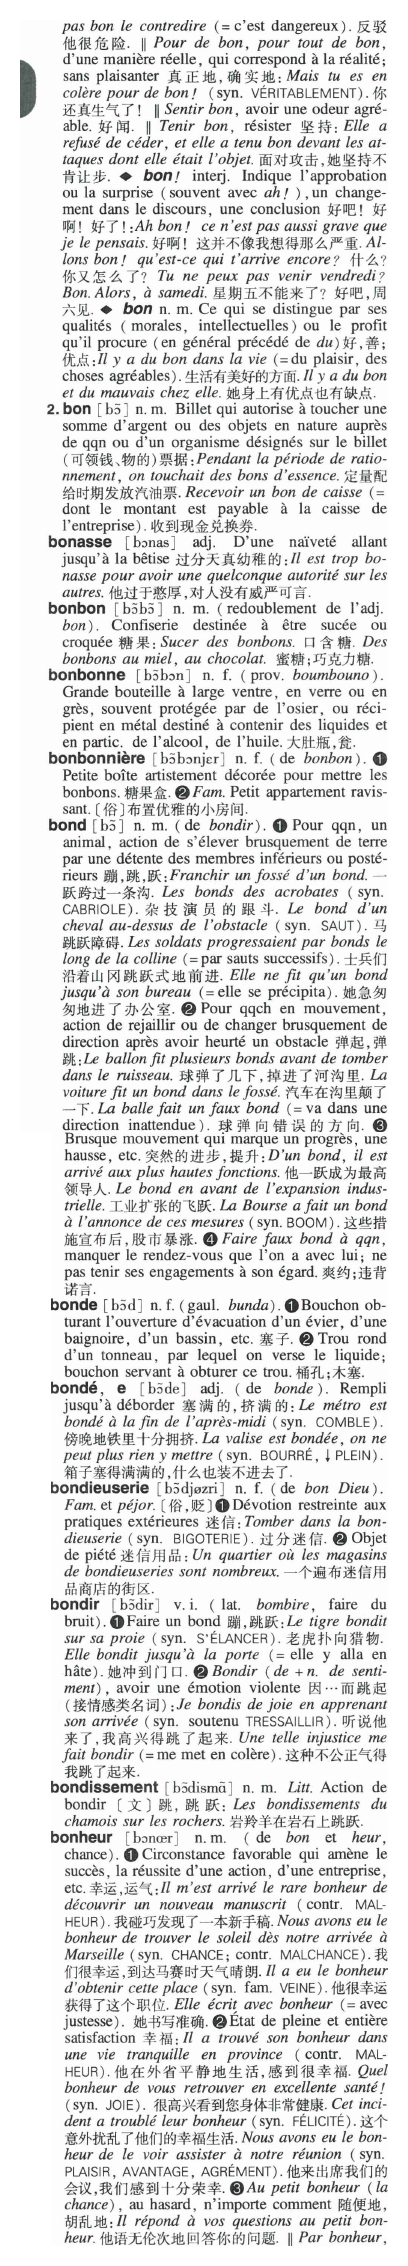 pas bon le contredire (= c'est dangereux). 反驳
他很危险. ‖ Pour de bon, pour tout de bon,
d'une manière réelle, qui correspond à la réalité;
sans plaisanter 真正地,确实地: Mais tu es en
colère pour de bon! (syn. VÉRITABLEMENT). 你
还真生气了! ‖ Sentir bon, avoir une odeur agré-
able. 好闻. ‖ Tenir bon, résister 坚持: Elle a
refusé de céder, et elle a tenu bon devant les at-
taques dont elle était l'objet. 面对攻击,她坚持不
肯让步. ◆ bon! interj. Indique l'approbation
ou la surprise (souvent avec ah!), un change-
ment dans le discours, une conclusion 好吧! 好
啊! 好了!:Ah bon! ce n'est pas aussi grave que
je le pensais. 好啊! 这并不像我想得那么严重. Al-
lons bon! qu'est-ce qui t'arrive encore? 什么?
你又怎么了? Tu ne peux pas venir vendredi?
Bon. Alors, à samedi. 星期五不能来了? 好吧,周
六见. ◆ bon n. m. Ce qui se distingue par ses
qualités (morales, intellectuelles) ou le profit
qu'il procure (en général précédé de du)好,善;
优点:Il y a du bon dans la vie (=du plaisir, des
choses agréables). 生活有美好的方面. Il y a du bon
et du mauvais chez elle. 她身上有优点也有缺点.
2. bon [bɔ̃] n. m. Billet qui autorise à toucher une
somme d'argent ou des objets en nature auprès
de qqn ou d'un organisme désignés sur le billet
(可领钱、物的)票据:Pendant la période de ratio-
nnement, on touchait des bons d'essence. 定量配
给时期发放汽油票. Recevoir un bon de caisse (=
dont le montant est payable à la caisse de
l'entreprise). 收到现金兑换券.
bonasse [bɔnas] adj. D'une naïveté allant
jusqu'à la bêtise 过分天真幼稚的:Il est trop bo-
nasse pour avoir une quelconque autorité sur les
autres. 他过于憨厚,对人没有威严可言.
bonbon [bɔ̃bɔ̃] n. m. (redoublement de l'adj.
bon). Confiserie destinée à être sucée ou
croquée 糖果: Sucer des bonbons. 口含糖. Des
bonbons au miel, au chocolat. 蜜糖;巧克力糖.
bonbonne [bɔ̃bɔn] n. f. (prov. boumbouno).
Grande bouteille à large ventre, en verre ou en
grès, souvent protégée par de l'osier, ou réci-
pient en métal destiné à contenir des liquides et
en partic. de l'alcool, de l'huile. 大肚瓶,瓮.
bonbonnière [bɔ̃bɔnjɛr] n. f. (de bonbon). ❶
Petite boîte artistement décorée pour mettre les
bonbons. 糖果盒. ❷ Fam. Petit appartement ravis-
sant. 〔俗〕布置优雅的小房间.
bond [bɔ̃] n. m. (de bondir). ❶ Pour qqn, un
animal, action de s'élever brusquement de terre
par une détente des membres inférieurs ou posté-
rieurs 蹦,跳,跃:Franchir un fossé d'un bond. 一
跃跨过一条沟. Les bonds des acrobates (syn.
CABRIOLE). 杂技演员的跟斗. Le bond d'un
cheval au-dessus de l'obstacle (syn. SAUT). 马
跳跃障碍. Les soldats progressaient par bonds le
long de la colline (=par sauts successifs). 士兵们
沿着山冈跳跃式地前进. Elle ne fit qu'un bond
jusqu'à son bureau (=elle se précipita). 她急匆
匆地进了办公室. ❷ Pour qqch en mouvement,
action de rejaillir ou de changer brusquement de
direction après avoir heurté un obstacle 弹起,弹
跳:Le ballon fit plusieurs bonds avant de tomber
dans le ruisseau. 球弹了几下,掉进了河沟里. La
voiture fit un bond dans le fossé. 汽车在沟里颠了
一下. La balle fait un faux bond (= va dans une
direction inattendue). 球弹向错误的方向. ❸
Brusque mouvement qui marque un progrès, une
hausse, etc. 突然的进步,提升:D'un bond, il est
arrivé aux plus hautes fonctions. 他一跃成为最高
领导人. Le bond en avant de l'expansion indus-
trielle. 工业扩张的飞跃. La Bourse a fait un bond
à l'annonce de ces mesures (syn. BOOM). 这些措
施宣布后,股市暴涨. ❹ Faire faux bond à qqn,
manquer le rendez-vous que l'on a avec lui; ne
pas tenir ses engagements à son égard. 爽约;违背
诺言.
bonde [bɔ̃d] n. f. (gaul. bunda). ❶ Bouchon ob-
turant l'ouverture d'évacuation d'un évier, d'une
baignoire, d'un bassin, etc. 塞子. ❷ Trou rond
d'un tonneau, par lequel on verse le liquide;
bouchon servant à obturer ce trou. 桶孔;木塞.
bondé, e [bɔ̃de] adj. (de bonde). Rempli
jusqu'à déborder 塞满的,挤满的: Le métro est
bondé à la fin de l'après-midi (syn. COMBLE).
傍晚地铁里十分拥挤. La valise est bondée, on ne
peut plus rien y mettre (syn. BOURRÉ, ↓PLEIN).
箱子塞得满满的,什么也装不进去了.
bondieuserie [bɔ̃djøzri] n. f. (de bon Dieu).
Fam. et péjor. 〔俗,贬〕❶ Dévotion restreinte aux
pratiques extérieures 迷信: Tomber dans la bon-
dieuserie (syn. BIGOTERIE). 过分迷信. ❷ Objet
de piété 迷信用品: Un quartier où les magasins
de bondieuseries sont nombreux. 一个遍布迷信用
品商店的街区.
bondir [bɔ̃dir] v. i. (lat. bombire, faire du
bruit). ❶ Faire un bond 蹦,跳跃: Le tigre bondit
sur sa proie (syn. S'ÉLANCER). 老虎扑向猎物.
Elle bondit jusqu'à la porte (= elle y alla en
hâte). 她冲到门口. ❷ Bondir (de +n. de senti-
ment), avoir une émotion violente 因…而跳起
(接情感类名词):Je bondis de joie en apprenant
son arrivée (syn. soutenu TRESSAILLIR). 听说他
来了,我高兴得跳了起来. Une telle injustice me
fait bondir (=me met en colère). 这种不公正气得
我跳了起来.
bondissement [bɔ̃dismɑ̃] n. m. Litt. Action de
bondir 〔文〕跳, 跳跃: Les bondissements du
chamois sur les rochers. 岩羚羊在岩石上跳跃.
bonheur [bɔnœr] n. m. (de bon et heur,
chance). ❶ Circonstance favorable qui amène le
succès, la réussite d'une action, d'une entreprise,
etc. 幸运,运气:Il m'est arrivé le rare bonheur de
découvrir un nouveau manuscrit (contr. MAL-
HEUR). 我碰巧发现了一本新手稿. Nous avons eu le
bonheur de trouver le soleil dès notre arrivée à
Marseille (syn. CHANCE; contr. MALCHANCE). 我
们很幸运,到达马赛时天气晴朗. Il a eu le bonheur
d'obtenir cette place (syn. fam. VEINE). 他很幸运
获得了这个职位. Elle écrit avec bonheur (= avec
justesse). 她书写准确. ❷ État de pleine et entière
satisfaction 幸福: Il a trouvé son bonheur dans
une vie tranquille en province (contr. MAL-
HEUR). 他在外省平静地生活,感到很幸福. Quel
bonheur de vous retrouver en excellente santé!
(syn. JOIE). 很高兴看到您身体非常健康. Cet inci-
dent a troublé leur bonheur (syn. FÉLICITÉ). 这个
意外扰乱了他们的幸福生活. Nous avons eu le bon-
heur de le voir assister à notre réunion (syn.
PLAISIR, AVANTAGE, AGRÉMENT). 他来出席我们的
会议,我们感到十分荣幸. ❸ Au petit bonheur (la
chance), au hasard, n'importe comment 随便地,
胡乱地: Il répond à vos questions au petit bon-
heur. 他语无伦次地回答你的问题. ‖ Par bonheur,